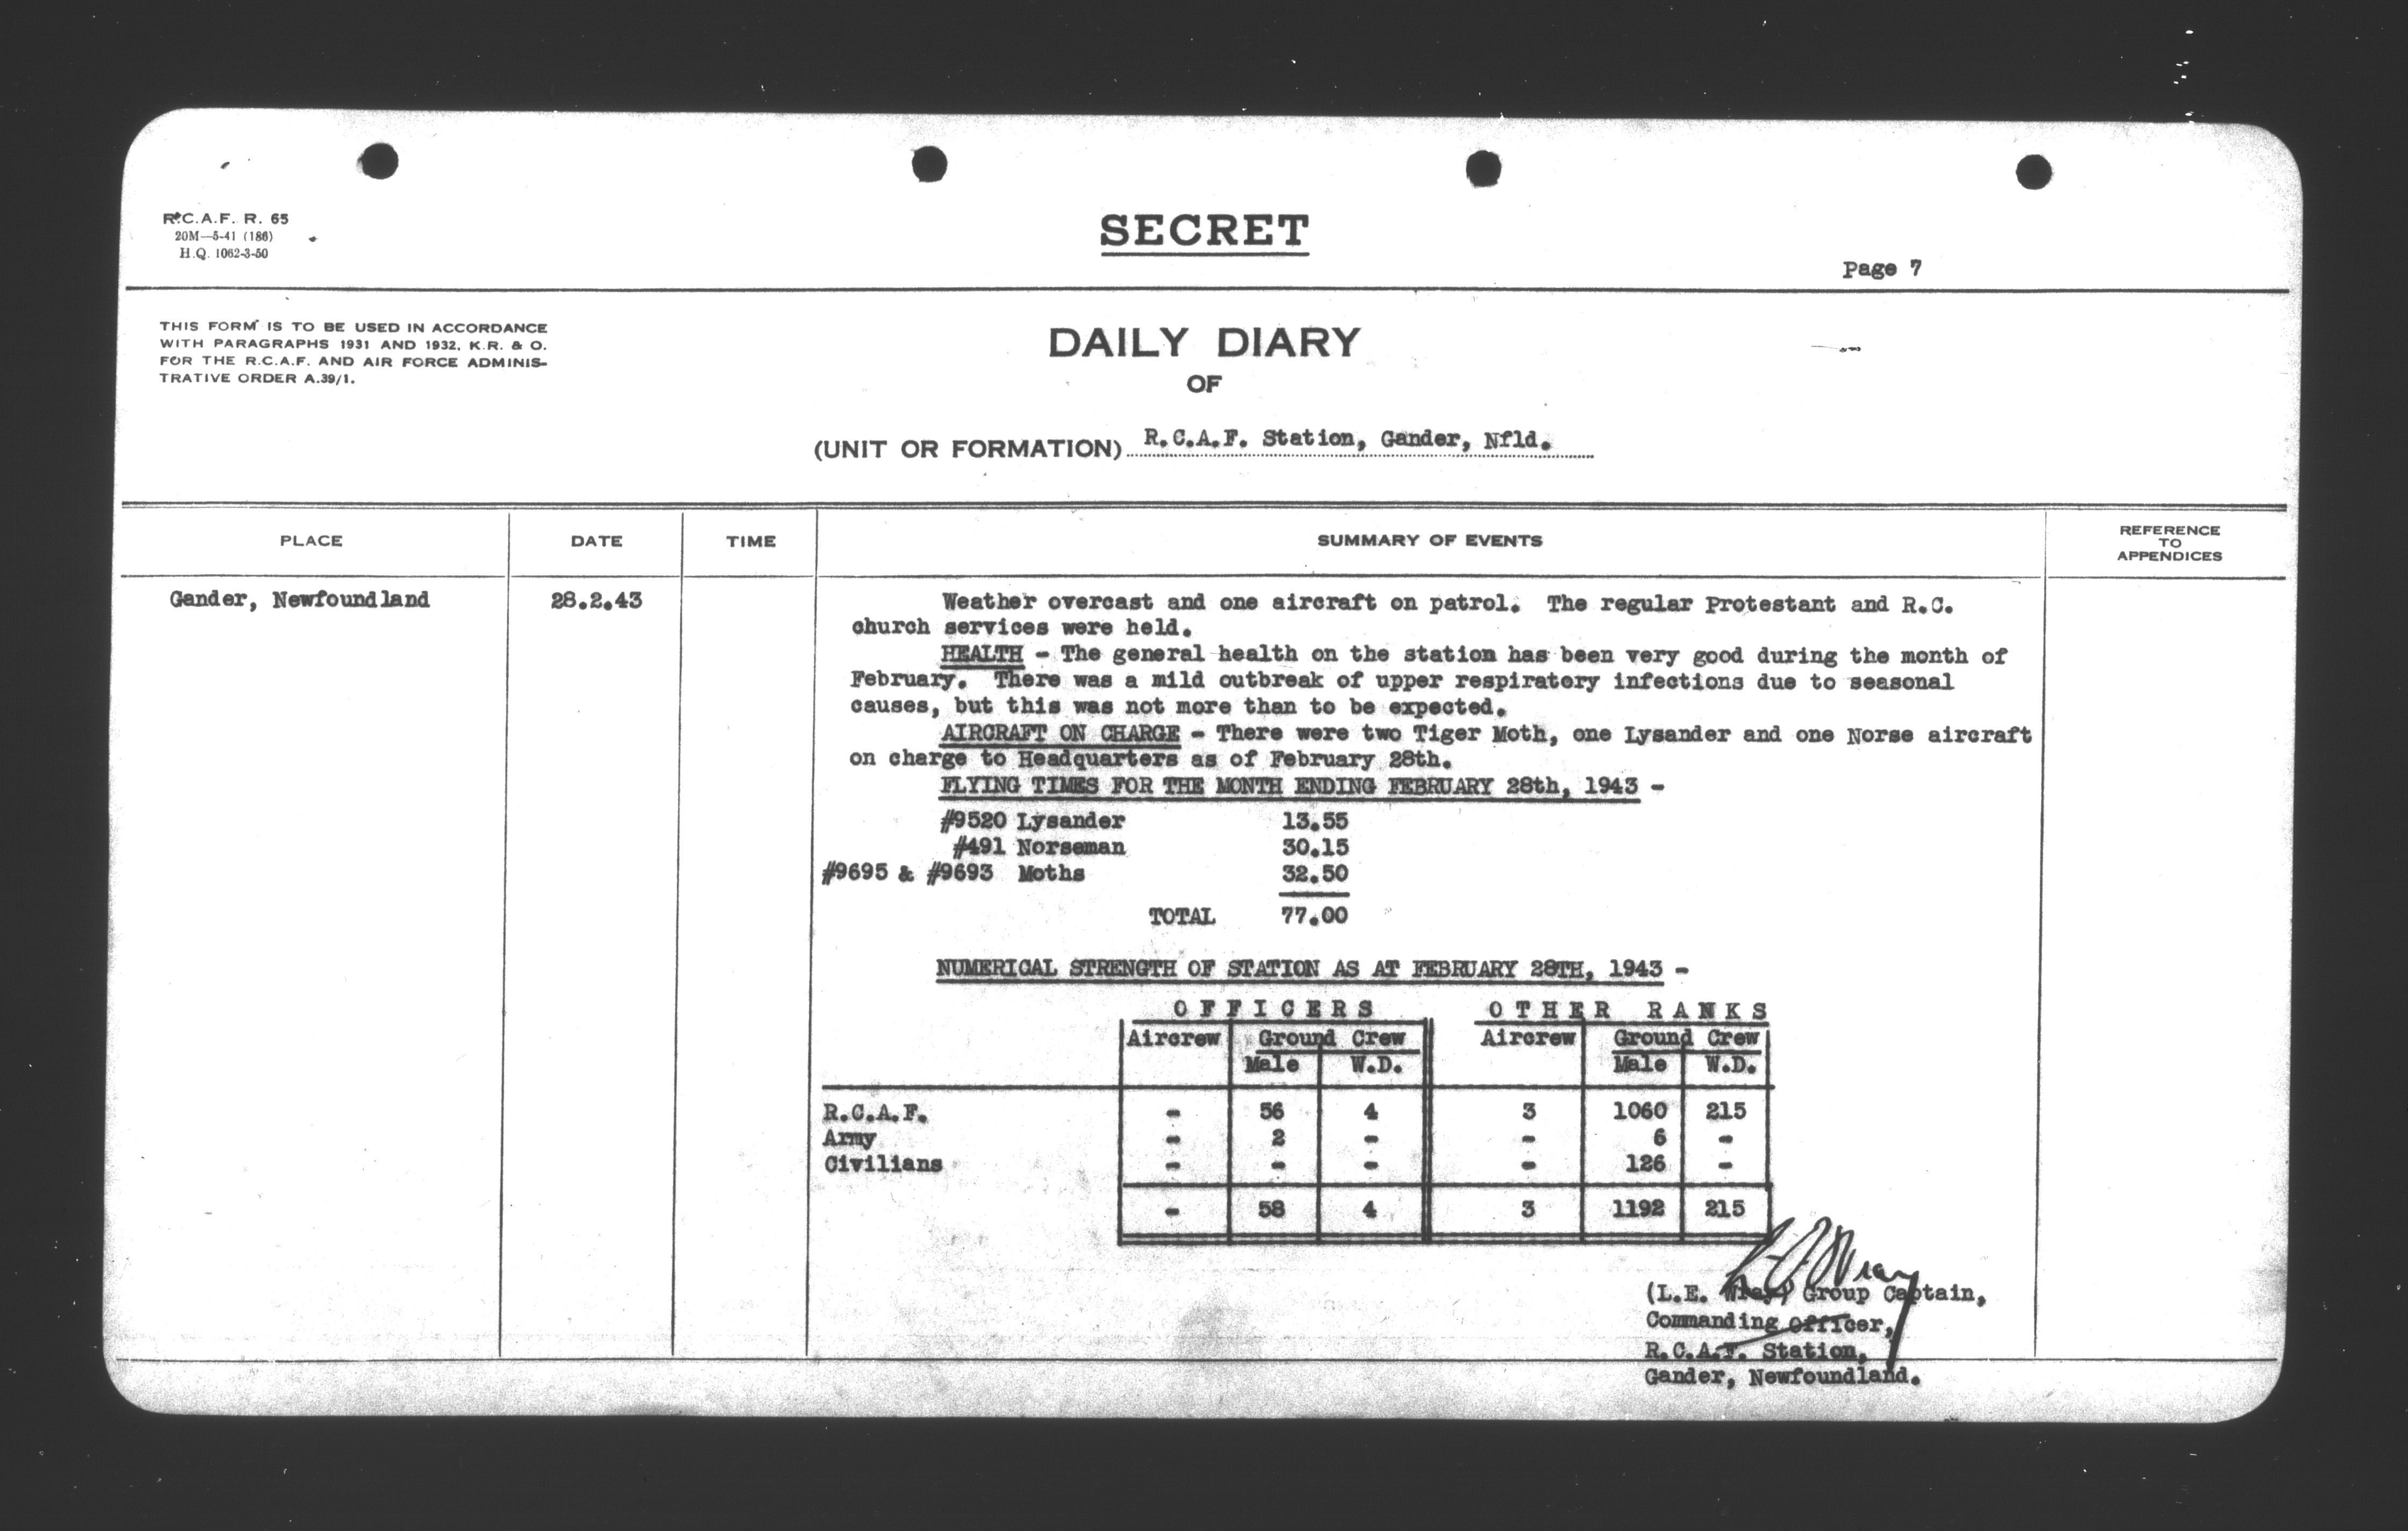 R.C.A.F. R. 65
20M—5-41 (186)
H.Q. 1062-3-50
SECRET
Page 7
THIS FORM IS TO BE USED IN ACCORDANCE
WITH PARAGRAPHS 1931 AND 1932, K.R. & O.
FOR THE R.C.A.F. AND AIR FORCE ADMINIS-
TRATIVE ORDER A.39/1.
DAILY DIARY
OF
(UNIT OR FORMATION) R.C.A.F. Station, Gander, Nfld.
PLACE DATE TIME SUMMARY OF EVENTS REFERENCE TO APPENDICES
Gander, Newfoundland 28.2.43 Weather overcast and one aircraft on patrol. The regular Protestant and R.C.
church services were held.
HEALTH - The general health on the station has been very good during the month of
February. There was a mild outbreak of upper respiratory infections due to seasonal
causes, but this was not more than to be expected.
AIRCRAFT ON CHARGE - There were two Tiger Moth, one Lysander and one Norse aircraft
on charge to Headquarters as of February 28th.
FLYING TIMES FOR THE MONTH ENDING FEBRUARY 28th, 1943 -
#9520 Lysander 13.55
#491 Norseman 30.15
#9695 & #9693 Moths 32.50
TOTAL 77.00
NUMERICAL STRENGTH OF STATION AS AT FEBRUARY 28TH, 1943 -
OFFICERS OTHER RANKS
Aircrew Ground Crew Aircrew Ground Crew
Male W.D. Male W.D.
R.C.A.F. - 56 4 3 1060 215
Army - 2 - - 6 -
Civilians - - - - 126 -
- 58 4 3 1192 215
(L.E. Wray) Group Captain,
Commanding Officer,
R.C.A.F. Station,
Gander, Newfoundland.